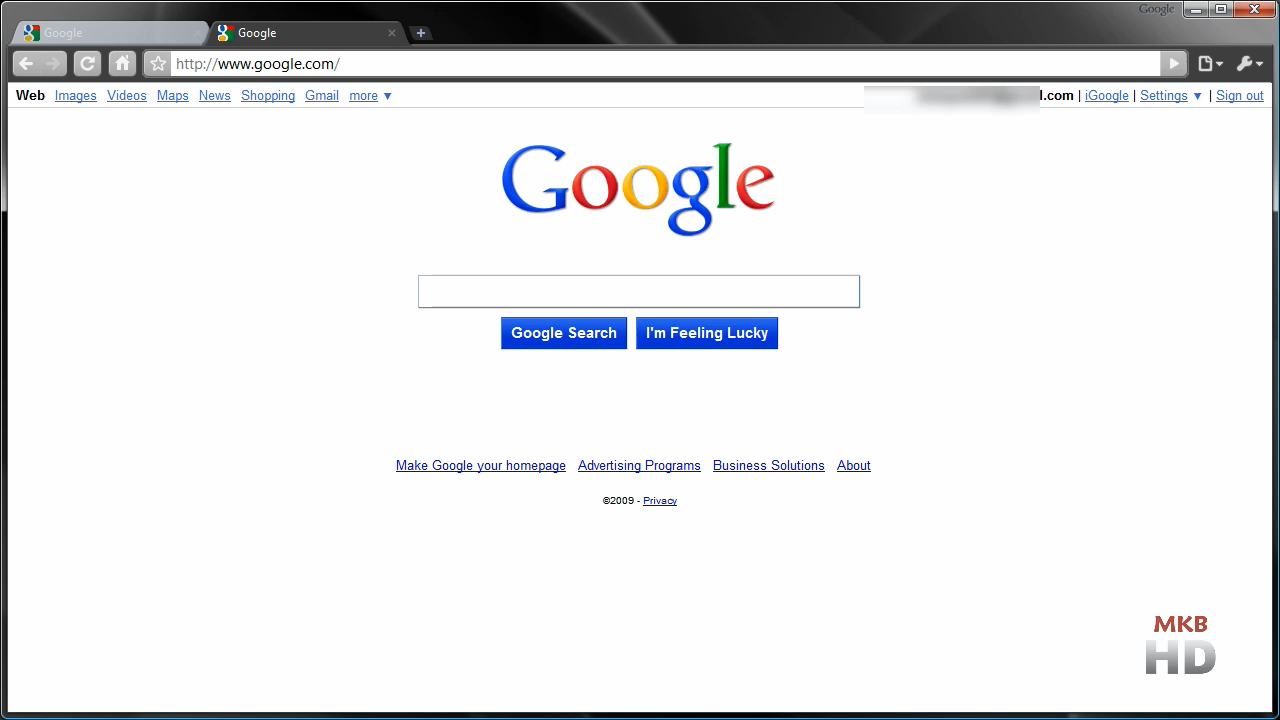 Google
Google Google
http://www.google.com/
Web Images Videos Maps News Shopping Gmail more ▼ l.com | iGoogle | Settings ▼ | Sign out
Google
Google Search I'm Feeling Lucky
Make Google your homepage Advertising Programs Business Solutions About
©2009 - Privacy
MKB
HD